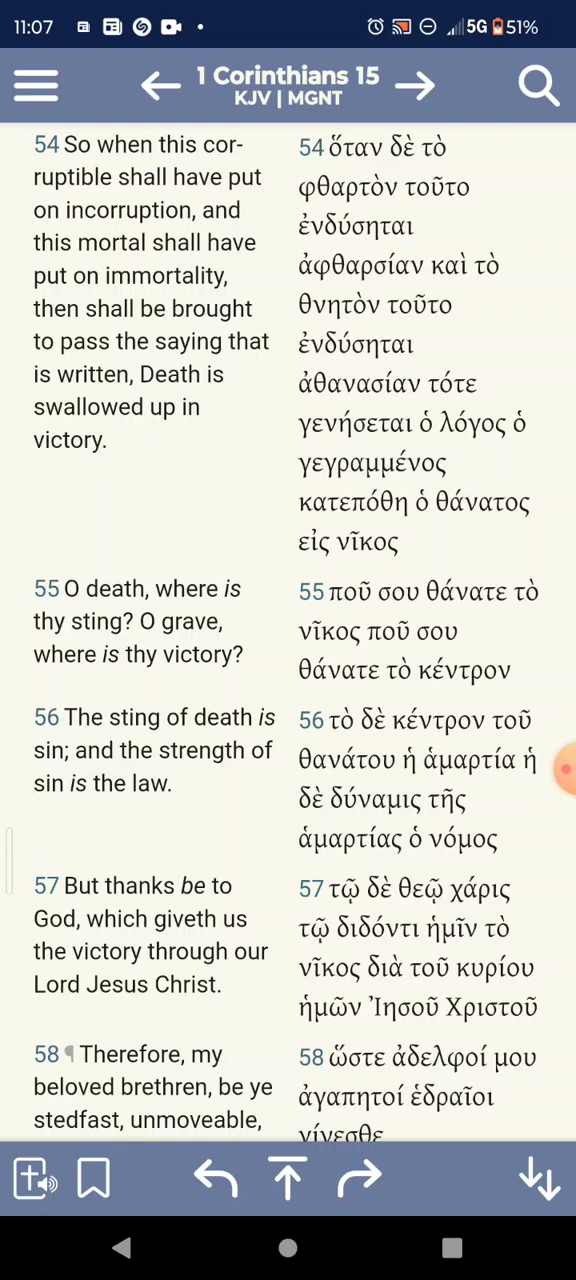 11:07 5G 51%
1 Corinthians 15
KJV | MGNT
54 So when this cor-
ruptible shall have put
on incorruption, and
this mortal shall have
put on immortality,
then shall be brought
to pass the saying that
is written, Death is
swallowed up in
victory.
54 ὅταν δὲ τὸ
φθαρτὸν τοῦτο
ἐνδύσηται
ἀφθαρσίαν καὶ τὸ
θνητὸν τοῦτο
ἐνδύσηται
ἀθανασίαν τότε
γενήσεται ὁ λόγος ὁ
γεγραμμένος
κατεπόθη ὁ θάνατος
εἰς νῖκος
55 O death, where is
thy sting? O grave,
where is thy victory?
55 ποῦ σου θάνατε τὸ
νῖκος ποῦ σου
θάνατε τὸ κέντρον
56 The sting of death is
sin; and the strength of
sin is the law.
56 τὸ δὲ κέντρον τοῦ
θανάτου ἡ ἁμαρτία ἡ
δὲ δύναμις τῆς
ἁμαρτίας ὁ νόμος
57 But thanks be to
God, which giveth us
the victory through our
Lord Jesus Christ.
57 τῷ δὲ θεῷ χάρις
τῷ διδόντι ἡμῖν τὸ
νῖκος διὰ τοῦ κυρίου
ἡμῶν Ἰησοῦ Χριστοῦ
58 ¶ Therefore, my
beloved brethren, be ye
stedfast, unmoveable,
58 ὥστε ἀδελφοί μου
ἀγαπητοί ἑδραῖοι
γίνεσθε